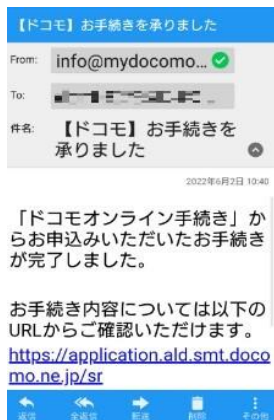 【ドコモ】お手続きを承りました
From: info@mydocomo...
To:
件名: 【ドコモ】お手続きを
承りました
2022年6月2日 10:40
「ドコモオンライン手続き」か
らお申込みいただいたお手続き
が完了しました。
お手続き内容については以下の
URLからご確認いただけます。
https://application.ald.smt.doco
mo.ne.jp/sr
返信 全返信 転送 削除 その他